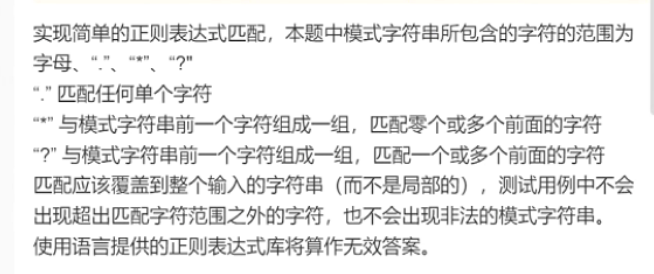 实现简单的正则表达式匹配，本题中模式字符串所包含的字符的范围为
字母、“.”、“*”、“?"
“.” 匹配任何单个字符
“*” 与模式字符串前一个字符组成一组，匹配零个或多个前面的字符
“?” 与模式字符串前一个字符组成一组，匹配一个或多个前面的字符
匹配应该覆盖到整个输入的字符串（而不是局部的），测试用例中不会
出现超出匹配字符范围之外的字符，也不会出现非法的模式字符串。
使用语言提供的正则表达式库将算作无效答案。